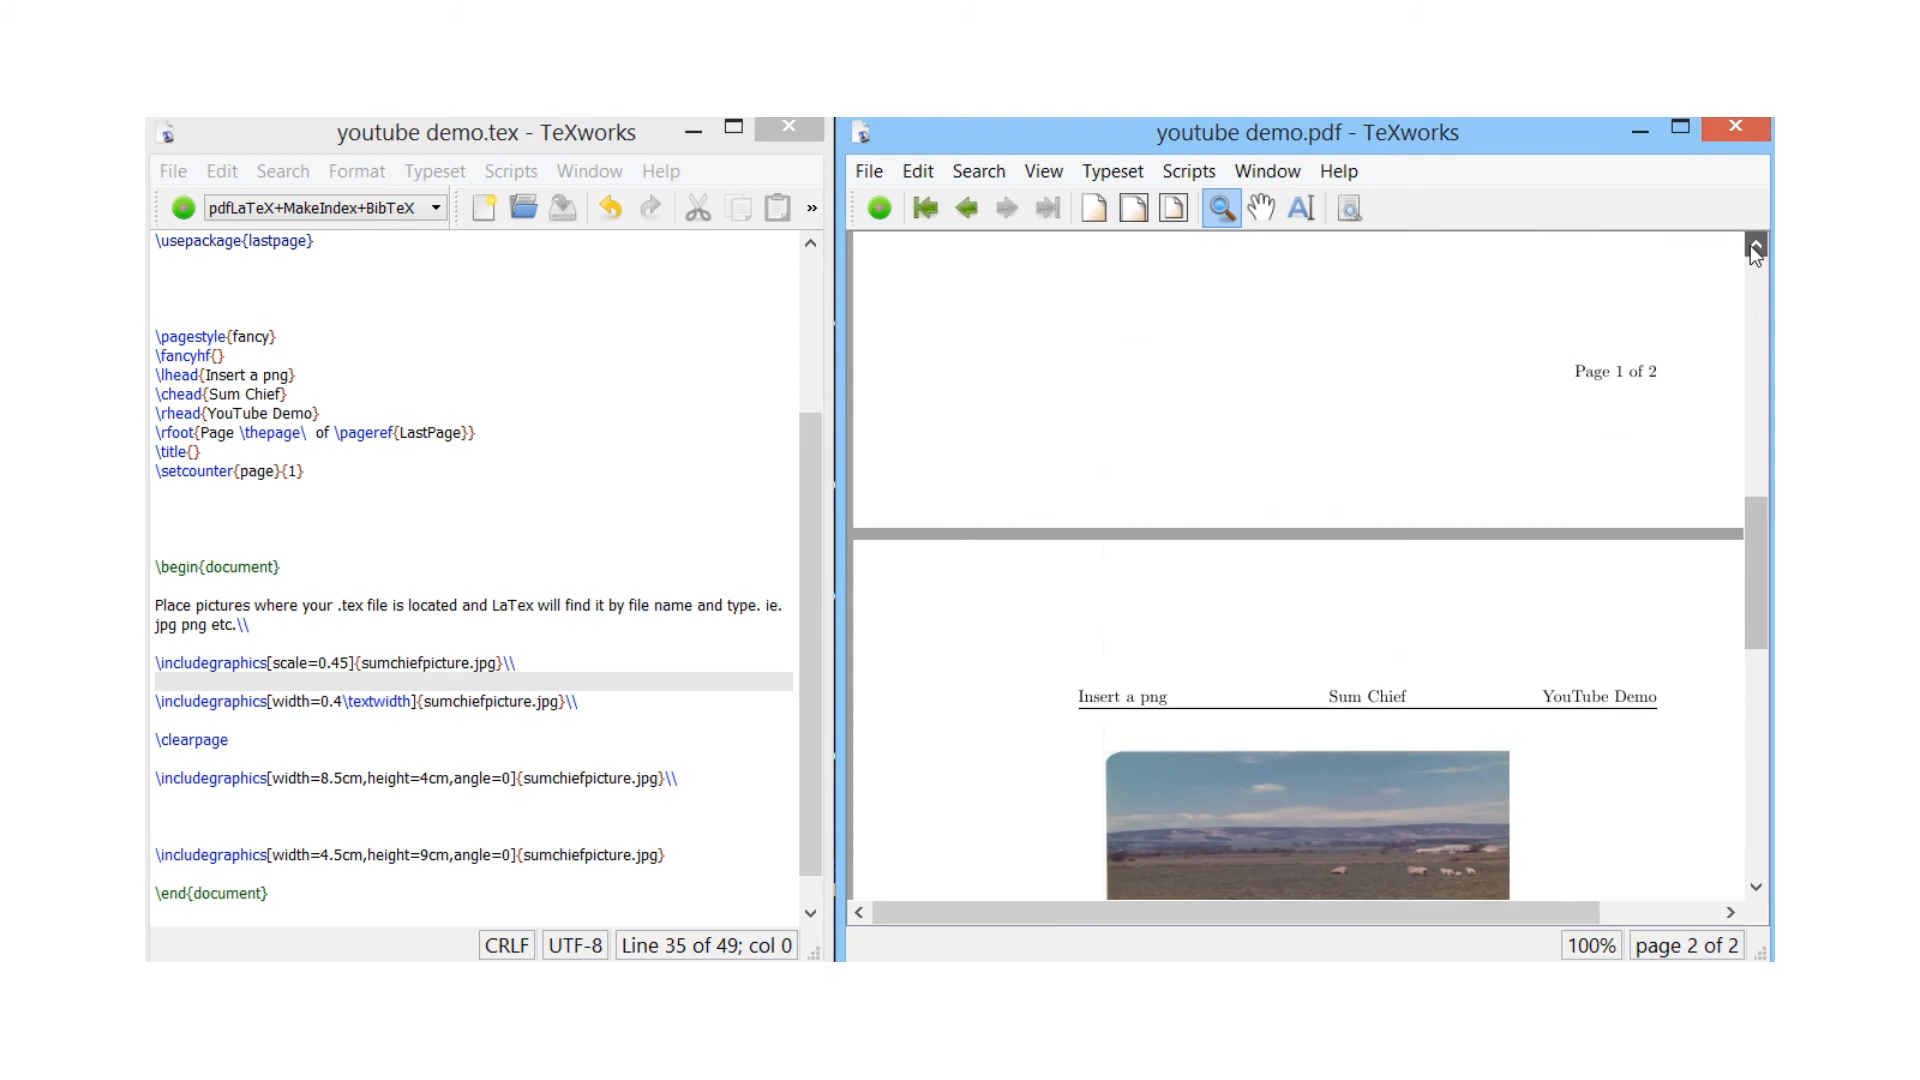 youtube demo.tex - TeXworks
File Edit Search Format Typeset Scripts Window Help
pdfLaTeX+MakeIndex+BibTeX »
\usepackage{lastpage}
\pagestyle{fancy}
\fancyhf{}
\lhead{Insert a png}
\chead{Sum Chief}
\rhead{YouTube Demo}
\rfoot{Page \thepage\ of \pageref{LastPage}}
\title{}
\setcounter{page}{1}
\begin{document}
Place pictures where your .tex file is located and LaTex will find it by file name and type. ie.
jpg png etc.\\
\includegraphics[scale=0.45]{sumchiefpicture.jpg}\\
\includegraphics[width=0.4\textwidth]{sumchiefpicture.jpg}\\
\clearpage
\includegraphics[width=8.5cm,height=4cm,angle=0]{sumchiefpicture.jpg}\\
\includegraphics[width=4.5cm,height=9cm,angle=0]{sumchiefpicture.jpg}
\end{document}
CRLF UTF-8 Line 35 of 49; col 0
youtube demo.pdf - TeXworks
File Edit Search View Typeset Scripts Window Help
Page 1 of 2
Insert a png Sum Chief YouTube Demo
100% page 2 of 2